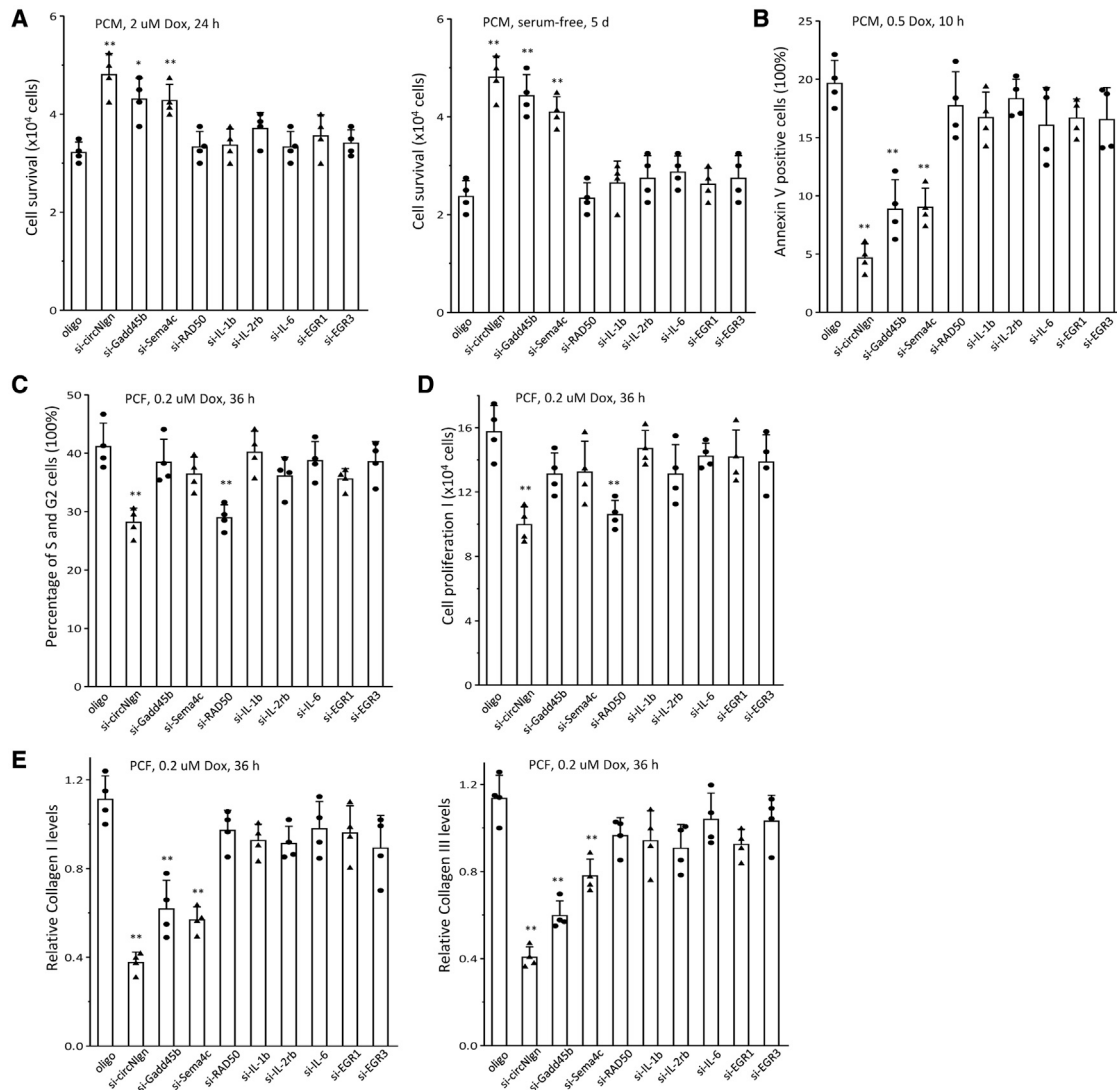 A
PCM, 2 uM Dox, 24 h
Cell survival (x10⁴ cells)
6
4
2
0
**
*
**
oligo
si-circNlgn
si-Gadd45b
si-Sema4c
si-RAD50
si-IL-1b
si-IL-2rb
si-IL-6
si-EGR1
si-EGR3
PCM, serum-free, 5 d
Cell survival (x10⁴ cells)
6
4
2
0
**
**
**
oligo
si-circNlgn
si-Gadd45b
si-Sema4c
si-RAD50
si-IL-1b
si-IL-2rb
si-IL-6
si-EGR1
si-EGR3
B
PCM, 0.5 Dox, 10 h
Annexin V positive cells (100%)
25
20
15
10
5
0
**
**
**
oligo
si-circNlgn
si-Gadd45b
si-Sema4c
si-RAD50
si-IL-1b
si-IL-2rb
si-IL-6
si-EGR1
si-EGR3
C
PCF, 0.2 uM Dox, 36 h
Percentage of S and G2 cells (100%)
50
40
30
20
10
0
**
**
oligo
si-circNlgn
si-Gadd45b
si-Sema4c
si-RAD50
si-IL-1b
si-IL-2rb
si-IL-6
si-EGR1
si-EGR3
D
PCF, 0.2 uM Dox, 36 h
Cell proliferation I (x10⁴ cells)
16
12
8
4
0
**
**
oligo
si-circNlgn
si-Gadd45b
si-Sema4c
si-RAD50
si-IL-1b
si-IL-2rb
si-IL-6
si-EGR1
si-EGR3
E
PCF, 0.2 uM Dox, 36 h
Relative Collagen I levels
1.2
0.8
0.4
0.0
**
**
**
oligo
si-circNlgn
si-Gadd45b
si-Sema4c
si-RAD50
si-IL-1b
si-IL-2rb
si-IL-6
si-EGR1
si-EGR3
PCF, 0.2 uM Dox, 36 h
Relative Collagen III levels
1.2
0.8
0.4
0.0
**
**
**
oligo
si-circNlgn
si-Gadd45b
si-Sema4c
si-RAD50
si-IL-1b
si-IL-2rb
si-IL-6
si-EGR1
si-EGR3